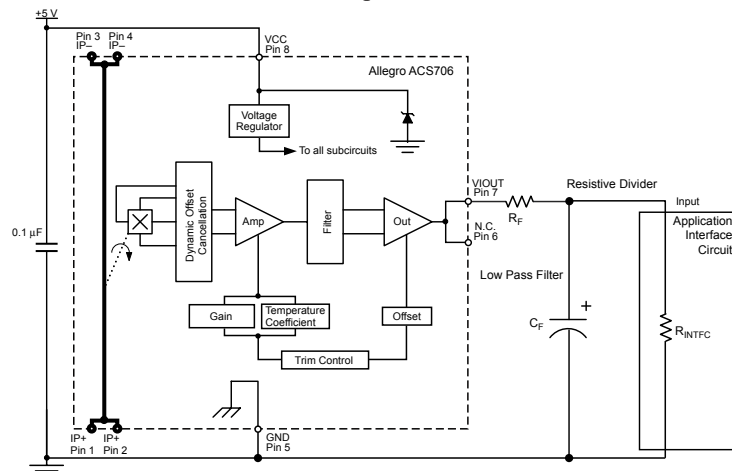 +5 V
Pin 3 Pin 4
IP– IP–
VCC
Pin 8
Allegro ACS706
Voltage
Regulator
To all subcircuits
VIOUT
Pin 7
Resistive Divider
Input
Application
Interface
Circuit
RF
N.C.
Pin 6
0.1 µF
Dynamic Offset
Cancellation
Amp
Filter
Out
Low Pass Filter
+
CF
RINTFC
Gain
Temperature
Coefficient
Offset
Trim Control
GND
Pin 5
IP+ IP+
Pin 1 Pin 2